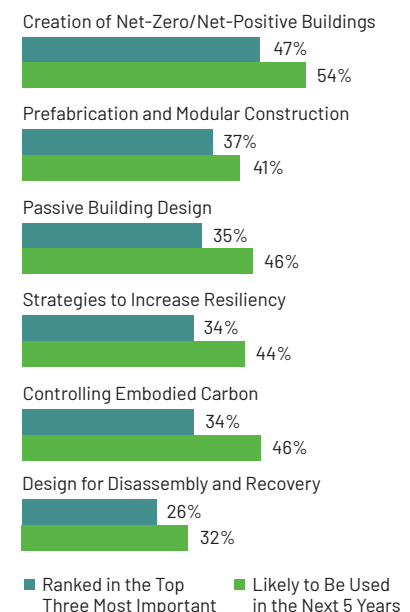 Creation of Net-Zero/Net-Positive Buildings
47%
54%
Prefabrication and Modular Construction
37%
41%
Passive Building Design
35%
46%
Strategies to Increase Resiliency
34%
44%
Controlling Embodied Carbon
34%
46%
Design for Disassembly and Recovery
26%
32%
Ranked in the Top
Three Most Important
Likely to Be Used
in the Next 5 Years